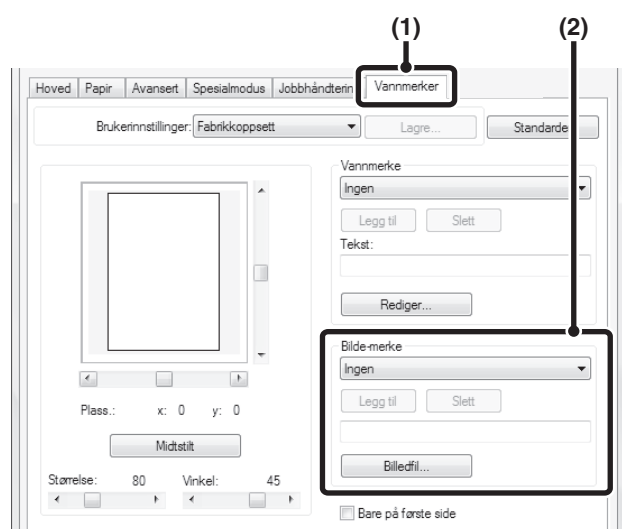 (1) (2)
Hoved Papir Avansert Spesialmodus Jobbhåndterin Vannmerker
Brukerinnstillinger: Fabrikkoppsett Lagre... Standarde
Vannmerke
Ingen
Legg til Slett
Tekst:
Rediger...
Bilde-merke
Ingen
Legg til Slett
Plass.: x: 0 y: 0
Midtstilt
Billedfil...
Størrelse: 80 Vinkel: 45
Bare på første side